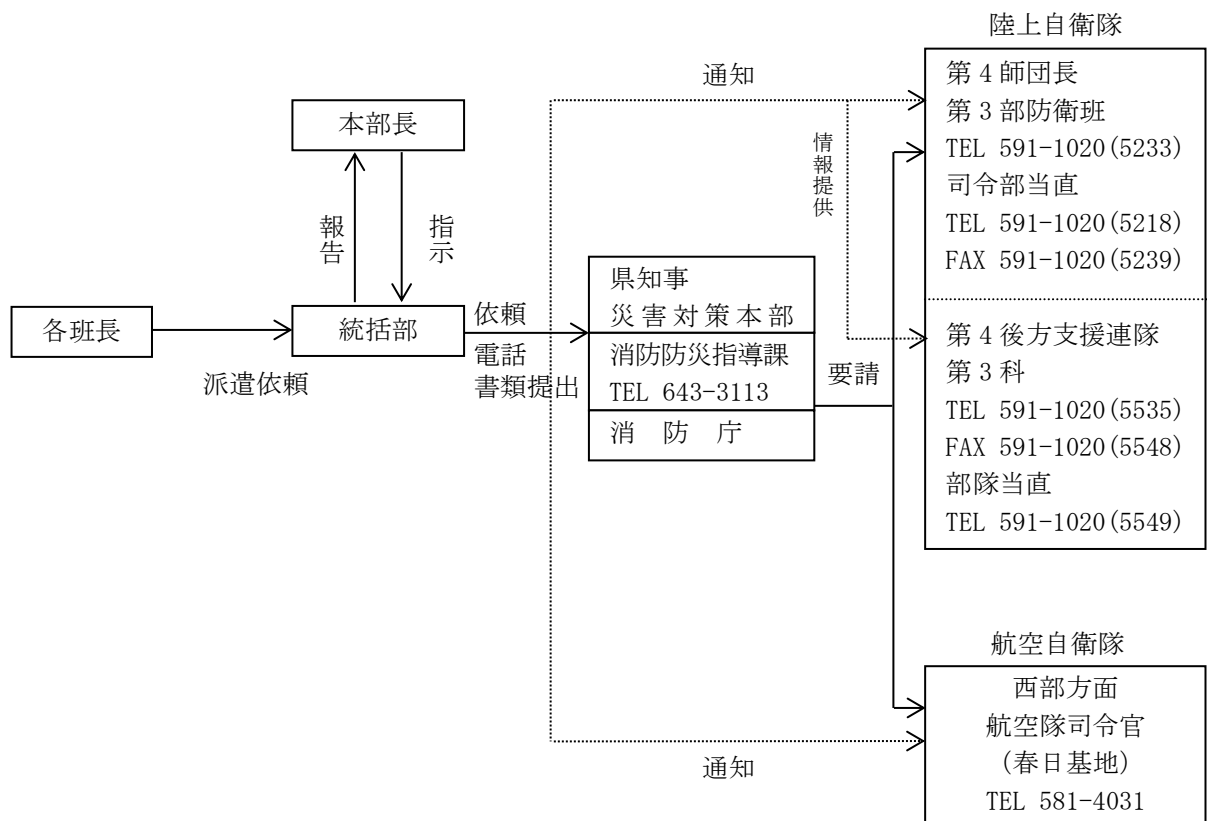 陸上自衛隊
通知
第4師団長
第3部防衛班
TEL 591-1020(5233)
司令部当直
TEL 591-1020(5218)
FAX 591-1020(5239)
本部長
情報提供
報告
指示
県知事
災害対策本部
各班長
統括部
依頼
電話
書類提出
派遣依頼
消防防災指導課
TEL 643-3113
消 防 庁
要請
第4後方支援連隊
第3科
TEL 591-1020(5535)
FAX 591-1020(5548)
部隊当直
TEL 591-1020(5549)
航空自衛隊
西部方面
航空隊司令官
(春日基地)
TEL 581-4031
通知